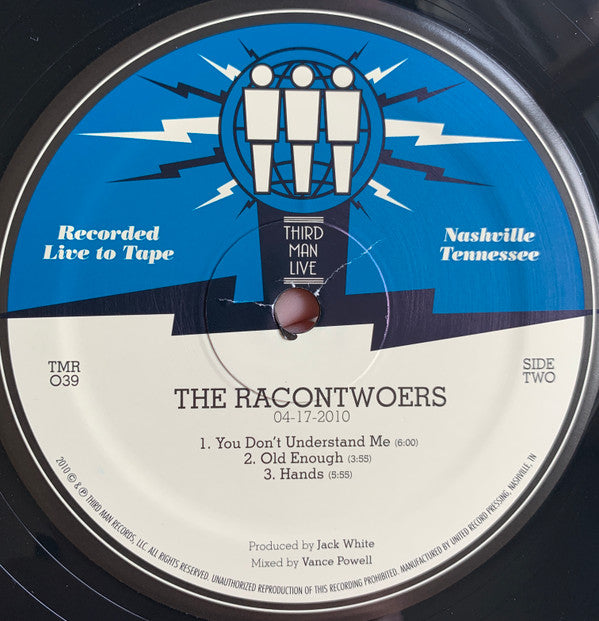 THIRD
MAN
LIVE
Recorded
Live to Tape
Nashville
Tennessee
TMR
039
SIDE
TWO
THE RACONTWOERS
04-17-2010
1. You Don't Understand Me (6:00)
2. Old Enough (3:55)
3. Hands (5:55)
Produced by Jack White
Mixed by Vance Powell
2010 © & ℗ THIRD MAN RECORDS, LLC. ALL RIGHTS RESERVED. UNAUTHORIZED REPRODUCTION OF THIS RECORDING PROHIBITED. MANUFACTURED BY UNITED RECORD PRESSING, NASHVILLE, TN